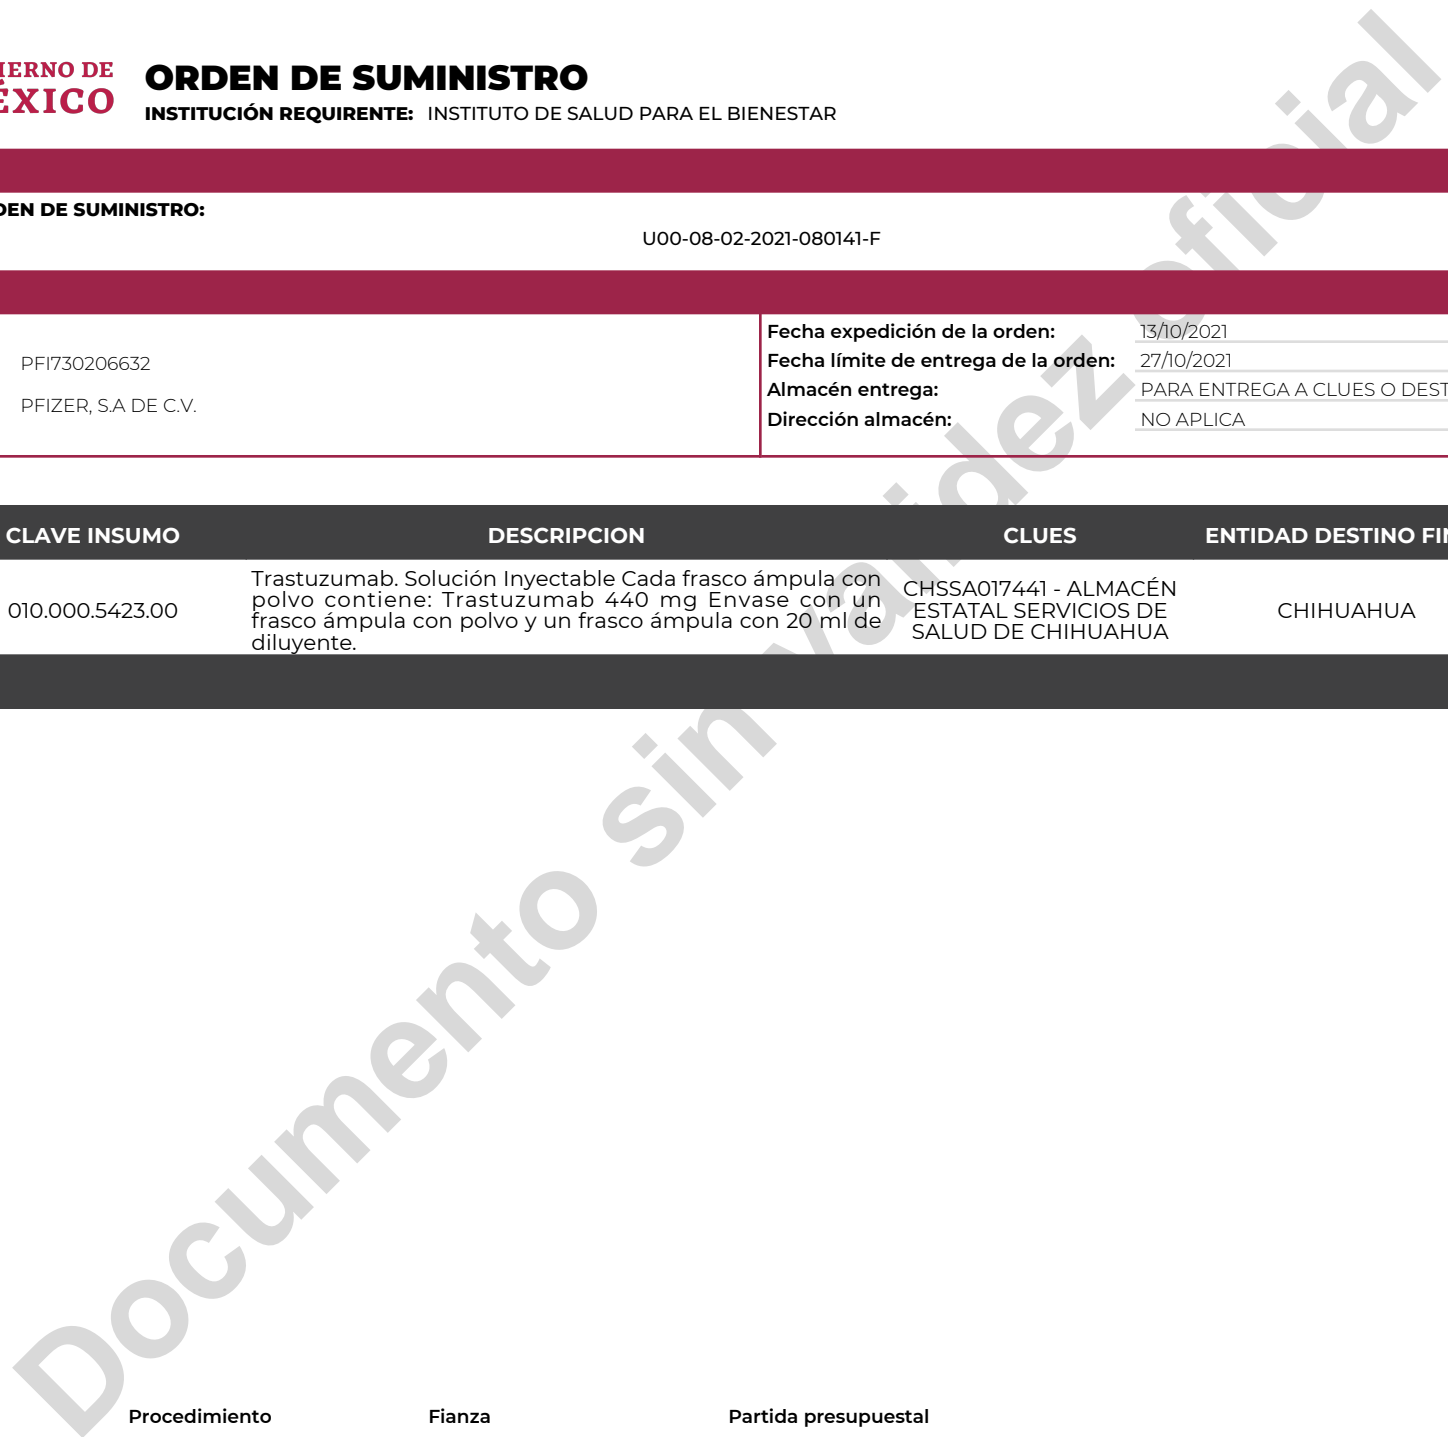 IERNO DE
ÉXICO
ORDEN DE SUMINISTRO
INSTITUCIÓN REQUIRENTE: INSTITUTO DE SALUD PARA EL BIENESTAR
DEN DE SUMINISTRO:
U00-08-02-2021-080141-F
PFI730206632
PFIZER, S.A DE C.V.
Fecha expedición de la orden: 13/10/2021
Fecha límite de entrega de la orden: 27/10/2021
Almacén entrega: PARA ENTREGA A CLUES O DEST
Dirección almacén: NO APLICA
CLAVE INSUMO DESCRIPCION CLUES ENTIDAD DESTINO FIN
010.000.5423.00
Trastuzumab. Solución Inyectable Cada frasco ámpula con
polvo contiene: Trastuzumab 440 mg Envase con un
frasco ámpula con polvo y un frasco ámpula con 20 ml de
diluyente.
CHSSA017441 - ALMACÉN
ESTATAL SERVICIOS DE
SALUD DE CHIHUAHUA
CHIHUAHUA
Documento sin validez oficial
Procedimiento Fianza Partida presupuestal